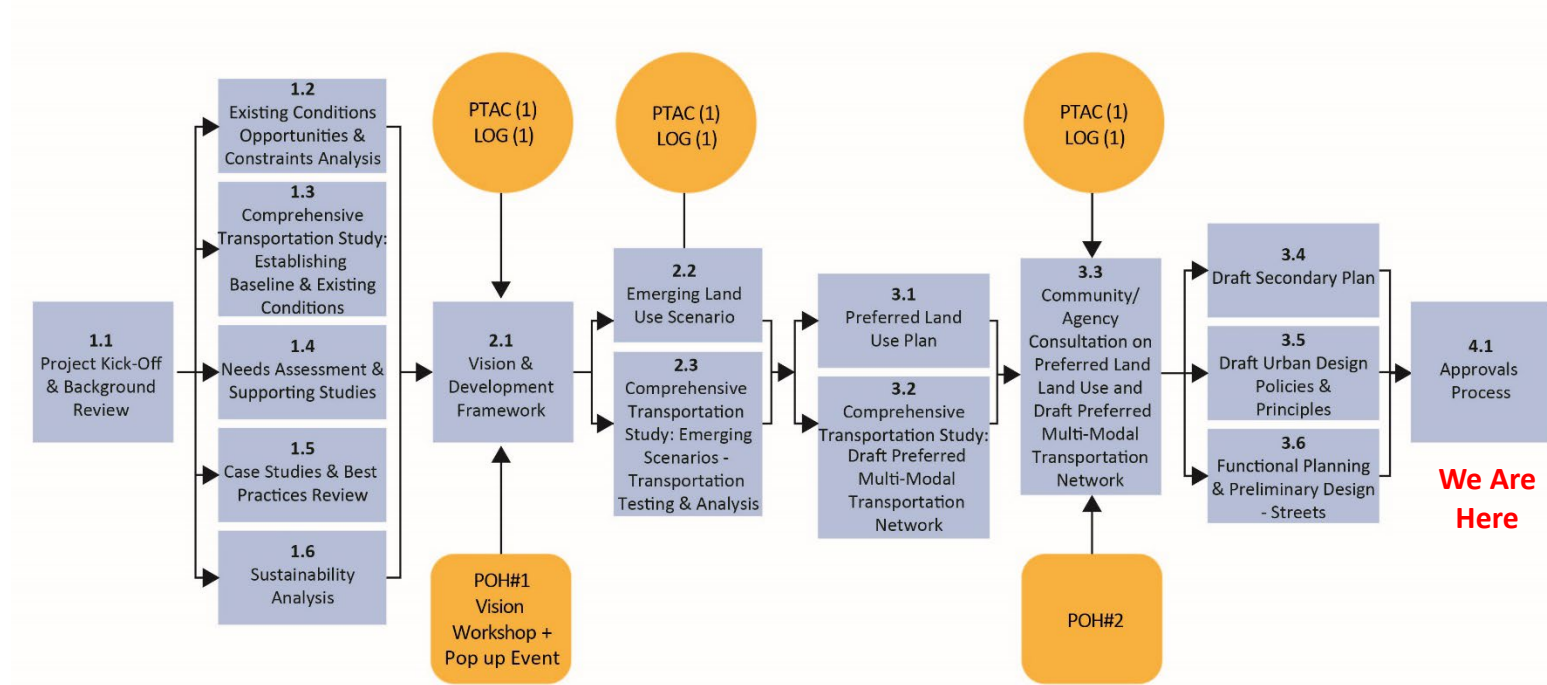 1.1
Project Kick-Off
& Background
Review
1.2
Existing Conditions
Opportunities &
Constraints Analysis
1.3
Comprehensive
Transportation Study:
Establishing
Baseline & Existing
Conditions
1.4
Needs Assessment &
Supporting Studies
1.5
Case Studies & Best
Practices Review
1.6
Sustainability
Analysis
PTAC (1)
LOG (1)
2.1
Vision &
Development
Framework
POH#1
Vision
Workshop +
Pop up Event
PTAC (1)
LOG (1)
2.2
Emerging Land
Use Scenario
2.3
Comprehensive
Transportation
Study: Emerging
Scenarios -
Transportation
Testing & Analysis
3.1
Preferred Land
Use Plan
3.2
Comprehensive
Transportation Study:
Draft Preferred
Multi-Modal
Transportation
Network
PTAC (1)
LOG (1)
3.3
Community/
Agency
Consultation on
Preferred Land
Land Use and
Draft Preferred
Multi-Modal
Transportation
Network
POH#2
3.4
Draft Secondary Plan
3.5
Draft Urban Design
Policies &
Principles
3.6
Functional Planning
& Preliminary Design
- Streets
4.1
Approvals
Process
We Are
Here